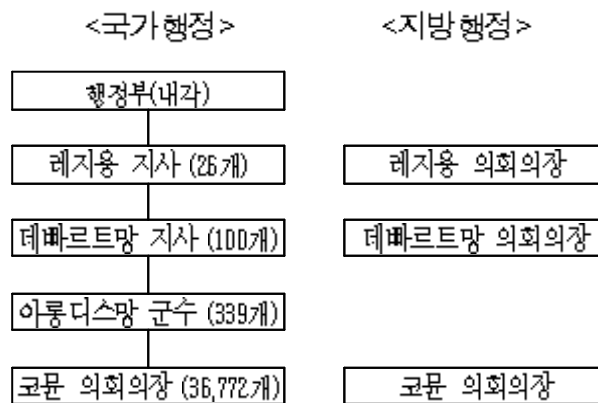 <국가행정> <지방행정>
행정부(내각)
레지용 지사 (26개) 레지용 의회의장
데빠르트망 지사 (100개) 데빠르트망 의회의장
아롱디스망 군수 (339개)
코뮨 의회의장 (36,772개) 코뮨 의회의장